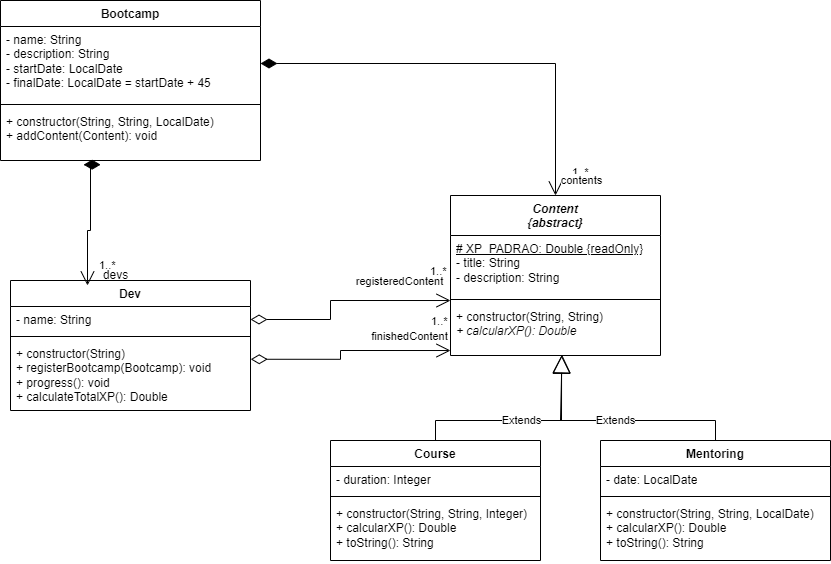 Bootcamp
- name: String
- description: String
- startDate: LocalDate
- finalDate: LocalDate = startDate + 45
+ constructor(String, String, LocalDate)
+ addContent(Content): void
1..*
contents
Content
{abstract}
# XP_PADRAO: Double {readOnly}
- title: String
- description: String
+ constructor(String, String)
+ calcularXP(): Double
1..*
devs
Dev
- name: String
+ constructor(String)
+ registerBootcamp(Bootcamp): void
+ progress(): void
+ calculateTotalXP(): Double
1..*
registeredContent
1..*
finishedContent
Extends
Extends
Course
- duration: Integer
+ constructor(String, String, Integer)
+ calcularXP(): Double
+ toString(): String
Mentoring
- date: LocalDate
+ constructor(String, String, LocalDate)
+ calcularXP(): Double
+ toString(): String